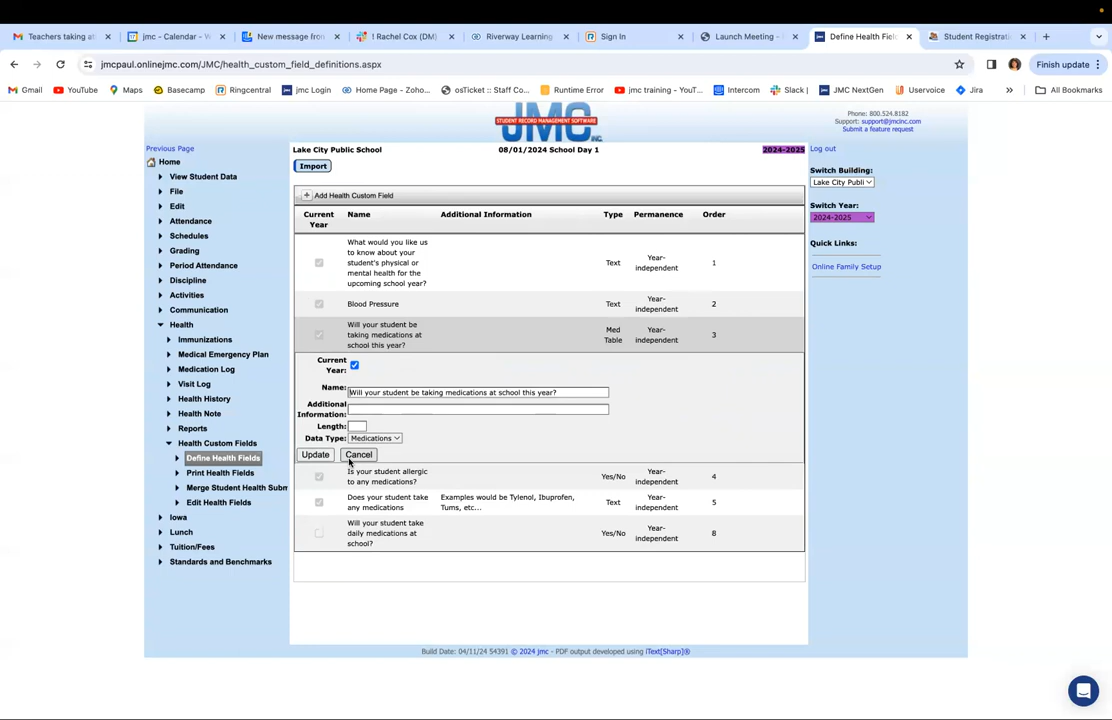 Teachers taking at
jmc - Calendar - W
New message from
! Rachel Cox (DM)
Riverway Learning
Sign In
Launch Meeting -
Define Health Field
Student Registrati
jmcpaul.onlinejmc.com/JMC/health_custom_field_definitions.aspx
Finish update
Gmail
YouTube
Maps
Basecamp
Ringcentral
jmc Login
Home Page - Zoho...
osTicket :: Staff Co...
Runtime Error
jmc training - YouT...
Intercom
Slack |
JMC NextGen
Uservoice
Jira
»
All Bookmarks
JMC INC.
STUDENT RECORD MANAGEMENT SOFTWARE
Phone: 800.524.8182
Support: support@jmcinc.com
Submit a feature request
Previous Page
Home
View Student Data
File
Edit
Attendance
Schedules
Grading
Period Attendance
Discipline
Activities
Communication
Health
Immunizations
Medical Emergency Plan
Medication Log
Visit Log
Health History
Health Note
Reports
Health Custom Fields
Define Health Fields
Print Health Fields
Merge Student Health Sum
Edit Health Fields
Iowa
Lunch
Tuition/Fees
Standards and Benchmarks
Lake City Public School
08/01/2024 School Day 1
2024-2025
Import
Add Health Custom Field
Current Year
Name
Additional Information
Type
Permanence
Order
What would you like us
to know about your
student's physical or
mental health for the
upcoming school year?
Text
Year-
independent
1
Blood Pressure
Text
Year-
independent
2
Will your student be
taking medications at
school this year?
Med
Table
Year-
independent
3
Current
Year:
Name: Will your student be taking medications at school this year?
Additional
Information:
Length:
Data Type: Medications
Update
Cancel
Is your student allergic
to any medications?
Yes/No
Year-
independent
4
Does your student take
any medications
Examples would be Tylenol, Ibuprofen,
Tums, etc...
Text
Year-
independent
5
Will your student take
daily medications at
school?
Yes/No
Year-
independent
8
Log out
Switch Building:
Lake City Publi
Switch Year:
2024-2025
Quick Links:
Online Family Setup
Build Date: 04/11/24 54391 © 2024 jmc - PDF output developed using iText[Sharp]®